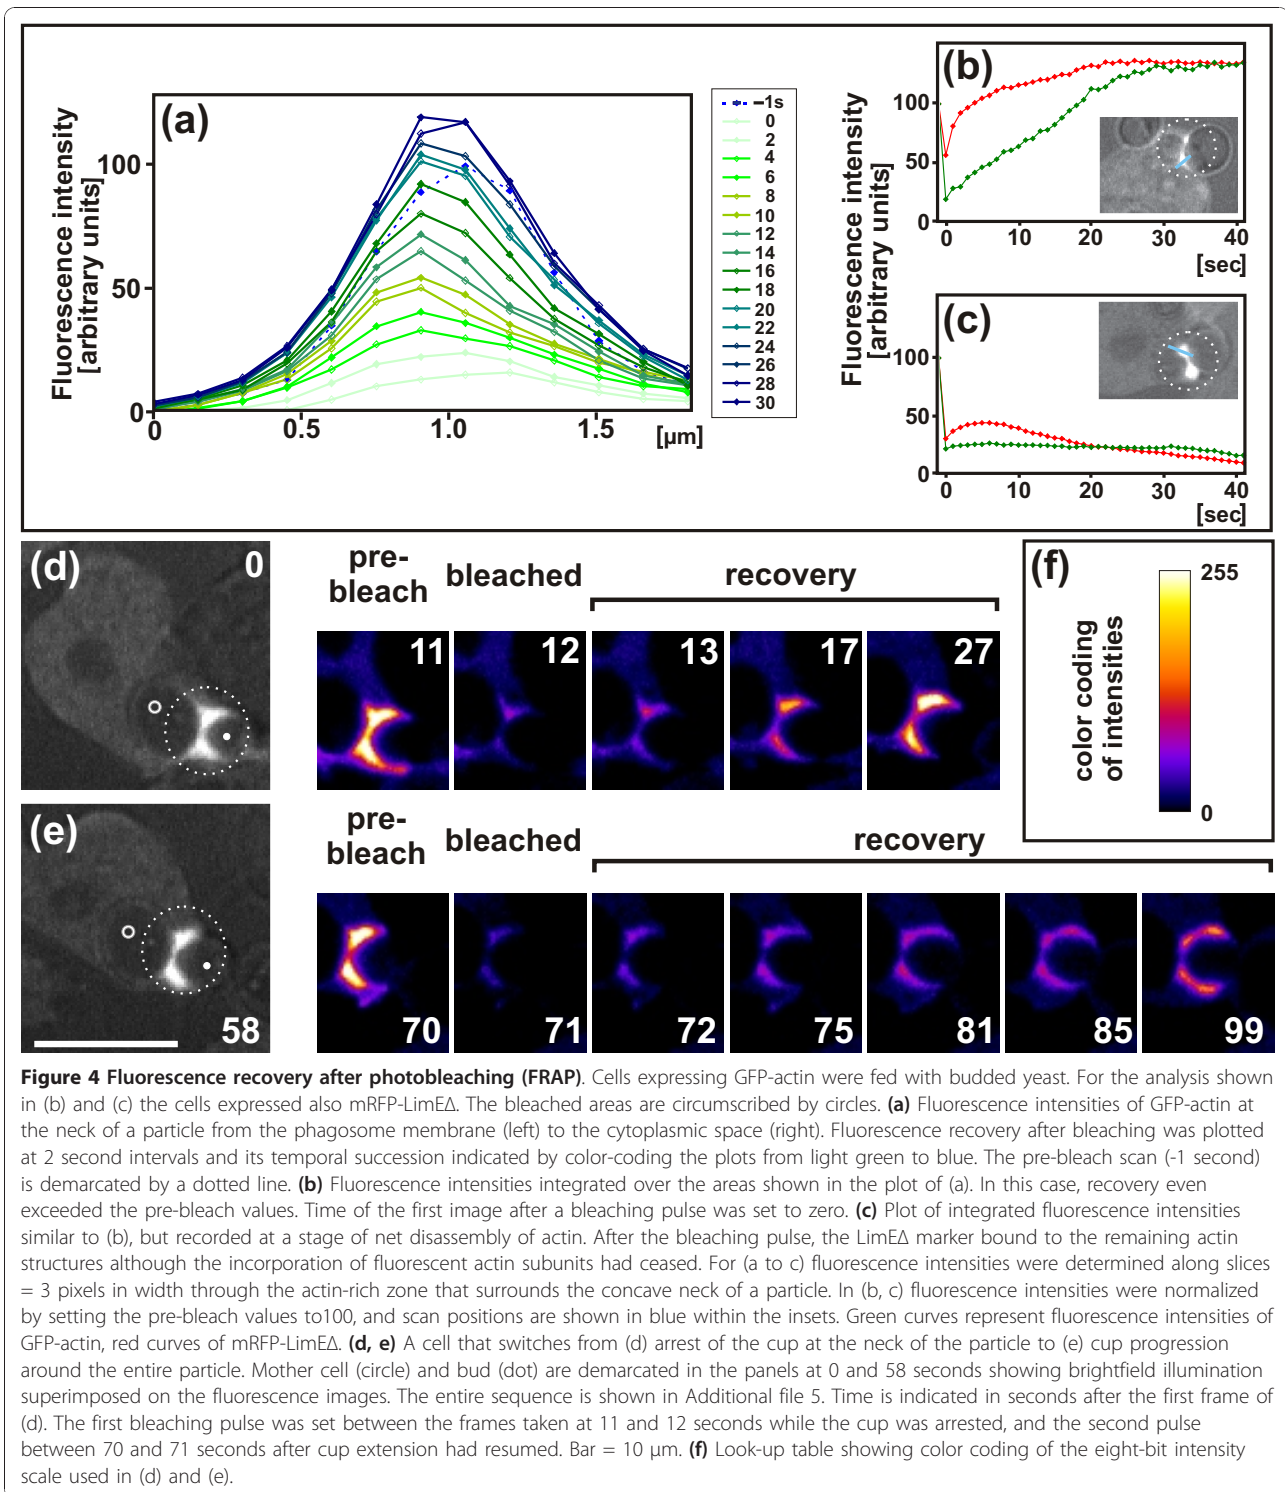 (a)
Fluorescence intensity
[arbitrary units]
100
50
0
0
0.5
1.0
1.5
[µm]
−1s
0
2
4
6
8
10
12
14
16
18
20
22
24
26
28
30
(b)
Fluorescence intensity
[arbitrary units]
100
50
0
0
10
20
30
40
[sec]
(c)
100
50
0
0
10
20
30
40
[sec]
(d)
0
pre-
bleach
bleached
recovery
11
12
13
17
27
(f)
color coding
of intensities
255
0
(e)
58
pre-
bleach
bleached
recovery
70
71
72
75
81
85
99
Figure 4 Fluorescence recovery after photobleaching (FRAP). Cells expressing GFP-actin were fed with budded yeast. For the analysis shown
in (b) and (c) the cells expressed also mRFP-LimEΔ. The bleached areas are circumscribed by circles. (a) Fluorescence intensities of GFP-actin at
the neck of a particle from the phagosome membrane (left) to the cytoplasmic space (right). Fluorescence recovery after bleaching was plotted
at 2 second intervals and its temporal succession indicated by color-coding the plots from light green to blue. The pre-bleach scan (-1 second)
is demarcated by a dotted line. (b) Fluorescence intensities integrated over the areas shown in the plot of (a). In this case, recovery even
exceeded the pre-bleach values. Time of the first image after a bleaching pulse was set to zero. (c) Plot of integrated fluorescence intensities
similar to (b), but recorded at a stage of net disassembly of actin. After the bleaching pulse, the LimEΔ marker bound to the remaining actin
structures although the incorporation of fluorescent actin subunits had ceased. For (a to c) fluorescence intensities were determined along slices
= 3 pixels in width through the actin-rich zone that surrounds the concave neck of a particle. In (b, c) fluorescence intensities were normalized
by setting the pre-bleach values to100, and scan positions are shown in blue within the insets. Green curves represent fluorescence intensities of
GFP-actin, red curves of mRFP-LimEΔ. (d, e) A cell that switches from (d) arrest of the cup at the neck of the particle to (e) cup progression
around the entire particle. Mother cell (circle) and bud (dot) are demarcated in the panels at 0 and 58 seconds showing brightfield illumination
superimposed on the fluorescence images. The entire sequence is shown in Additional file 5. Time is indicated in seconds after the first frame of
(d). The first bleaching pulse was set between the frames taken at 11 and 12 seconds while the cup was arrested, and the second pulse
between 70 and 71 seconds after cup extension had resumed. Bar = 10 µm. (f) Look-up table showing color coding of the eight-bit intensity
scale used in (d) and (e).